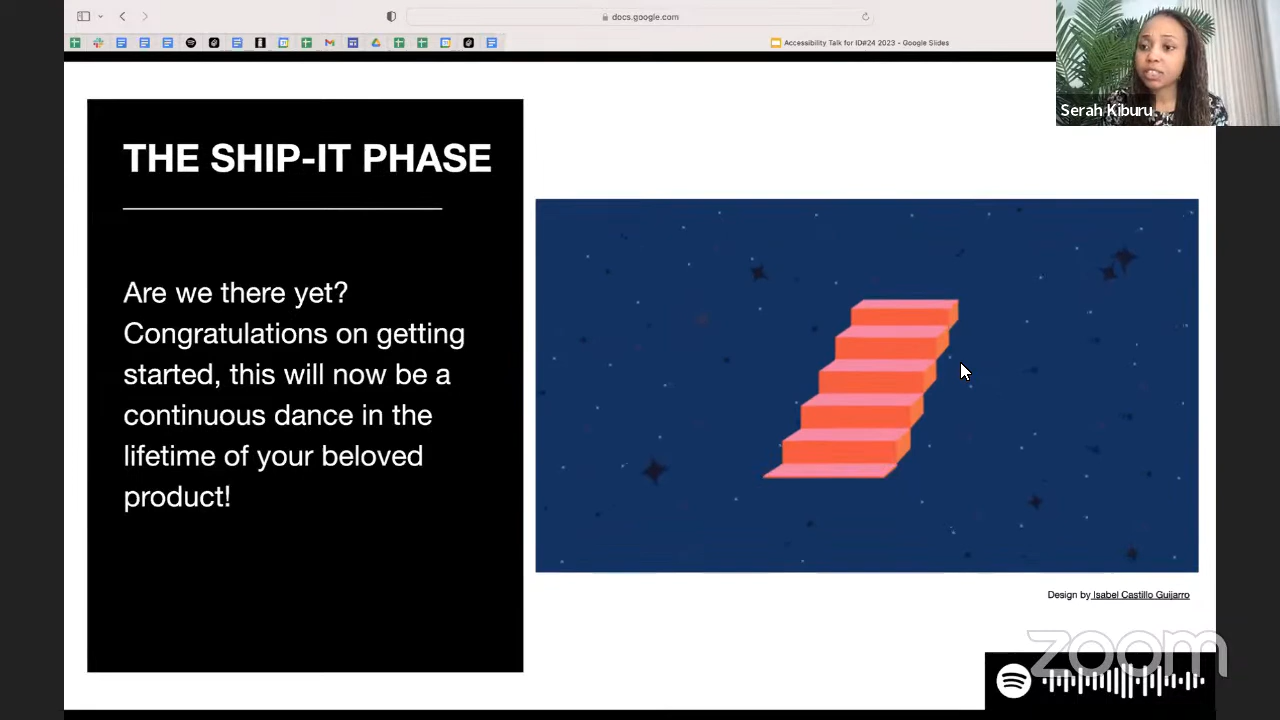 docs.google.com
Accessibility Talk for ID#24 2023 - Google Slides
Serah Kiburu
THE SHIP-IT PHASE
Are we there yet?
Congratulations on getting
started, this will now be a
continuous dance in the
lifetime of your beloved
product!
Design by Isabel Castillo Guijarro
zoom